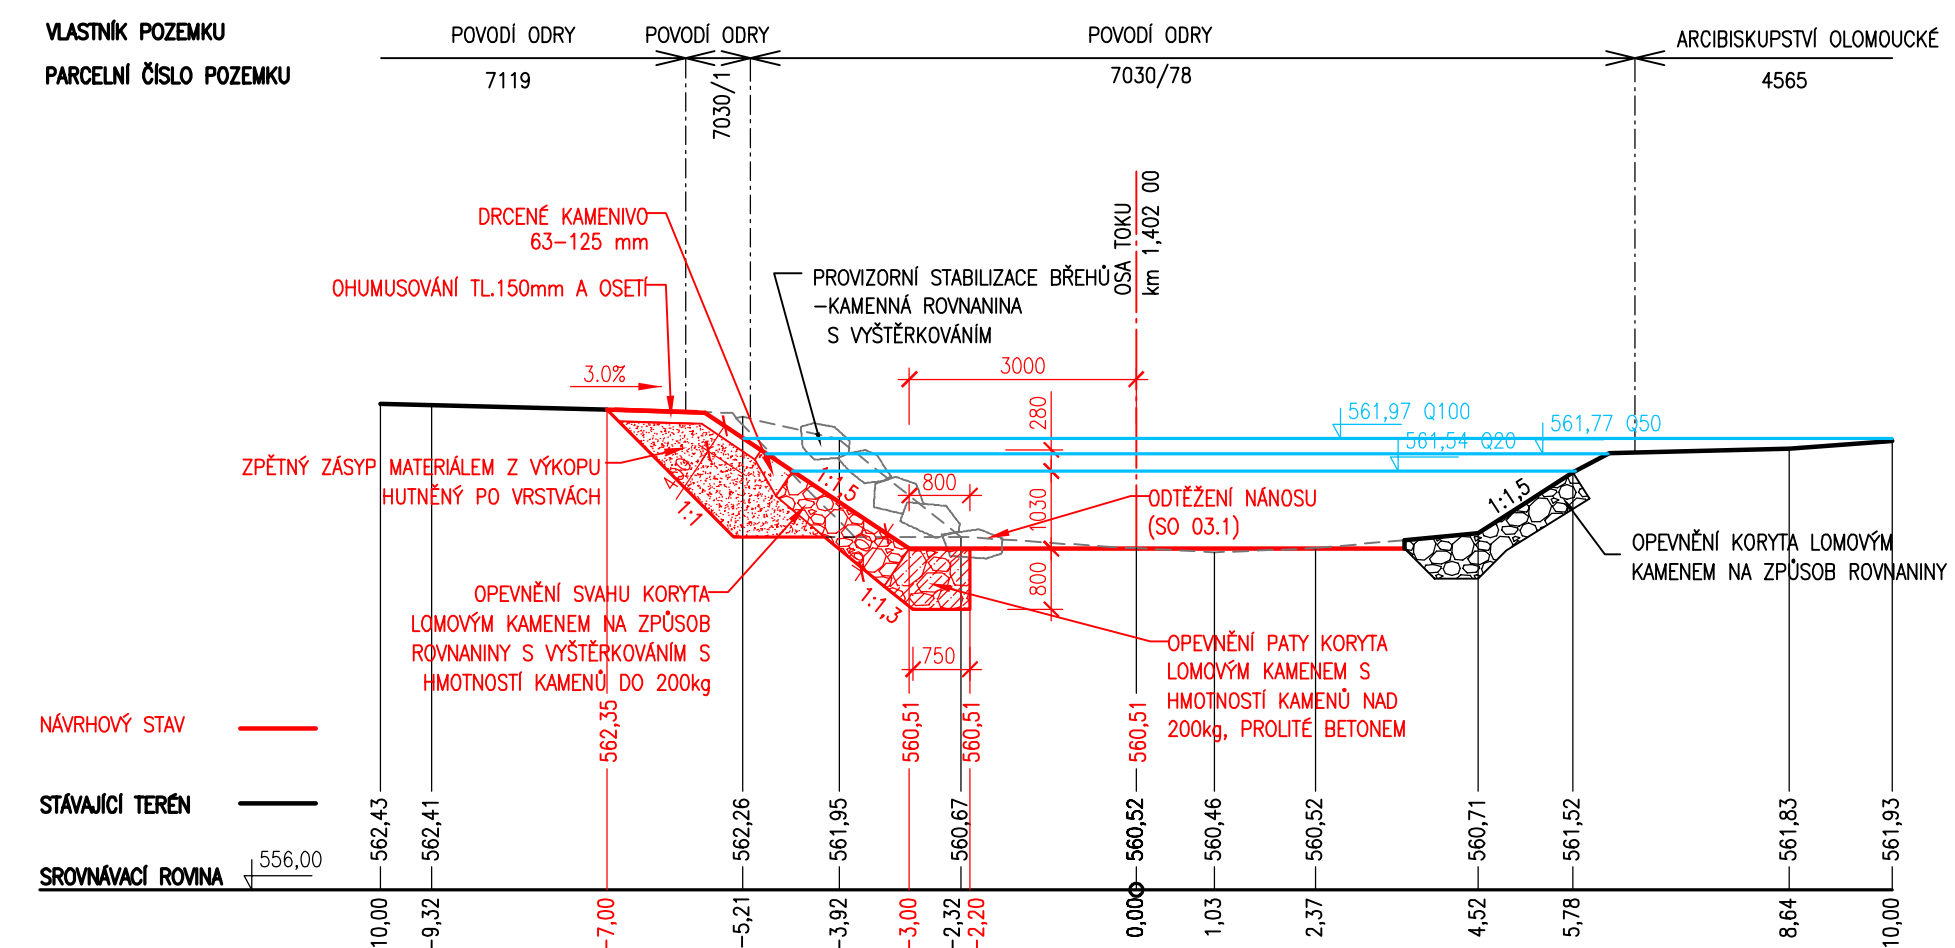 VLASTNÍK POZEMKU
POVODÍ ODRY
POVODÍ ODRY
POVODÍ ODRY
ARCIBISKUPSTVÍ OLOMOUCKÉ
PARCELNÍ ČÍSLO POZEMKU
7119
7030/1
7030/78
4565
DRCENÉ KAMENIVO
63-125 mm
OHUMUSOVÁNÍ TL.150mm A OSETÍ
PROVIZORNÍ STABILIZACE BŘEHŮ
-KAMENNÁ ROVNANINA
S VYŠTĚRKOVÁNÍM
OSA TOKU
km 1,402 00
3.0%
3000
280
561,97 Q100
561,77 Q50
561,54 Q20
ZPĚTNÝ ZÁSYP MATERIÁLEM Z VÝKOPU
HUTNĚNÝ PO VRSTVÁCH
1:1
1:1,5
800
1030
ODTĚŽENÍ NÁNOSU
(SO 03.1)
1:1,5
OPEVNĚNÍ KORYTA LOMOVÝM
KAMENEM NA ZPŮSOB ROVNANINY
OPEVNĚNÍ SVAHU KORYTA
LOMOVÝM KAMENEM NA ZPŮSOB
ROVNANINY S VYŠTĚRKOVÁNÍM S
HMOTNOSTÍ KAMENŮ DO 200kg
1:1,3
800
750
OPEVNĚNÍ PATY KORYTA
LOMOVÝM KAMENEM S
HMOTNOSTÍ KAMENŮ NAD
200kg, PROLITÉ BETONEM
NÁVRHOVÝ STAV
562,35
560,51
560,51
560,51
STÁVAJÍCÍ TERÉN
562,43
562,41
562,26
561,95
560,67
560,52
560,46
560,52
560,71
561,52
561,83
561,93
SROVNÁVACÍ ROVINA
556,00
10,00
-9,32
-7,00
-5,21
-3,92
-3,00
-2,32
-2,20
0,00
1,03
2,37
4,52
5,78
8,64
10,00